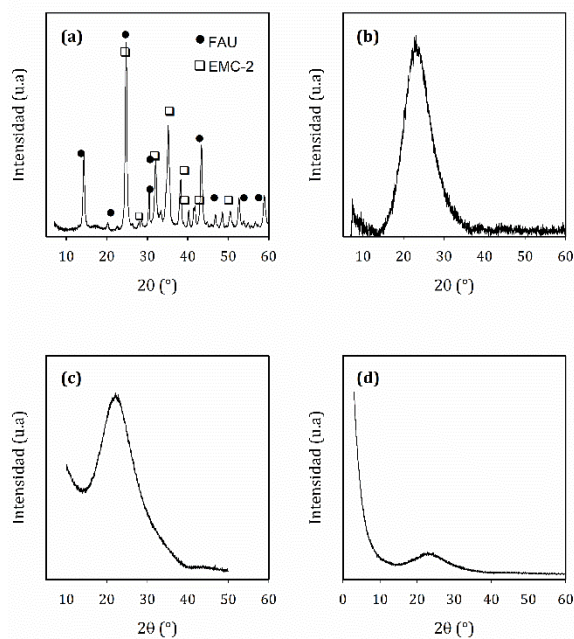 (a)
● FAU
□ EMC-2
Intensidad (u.a)
10 20 30 40 50 60
2θ (°)
(b)
Intensidad (u.a)
10 20 30 40 50 60
2θ (°)
(c)
Intensidad (u.a)
10 20 30 40 50 60
2θ (°)
(d)
Intensidad (u.a)
0 10 20 30 40 50 60
2θ (°)